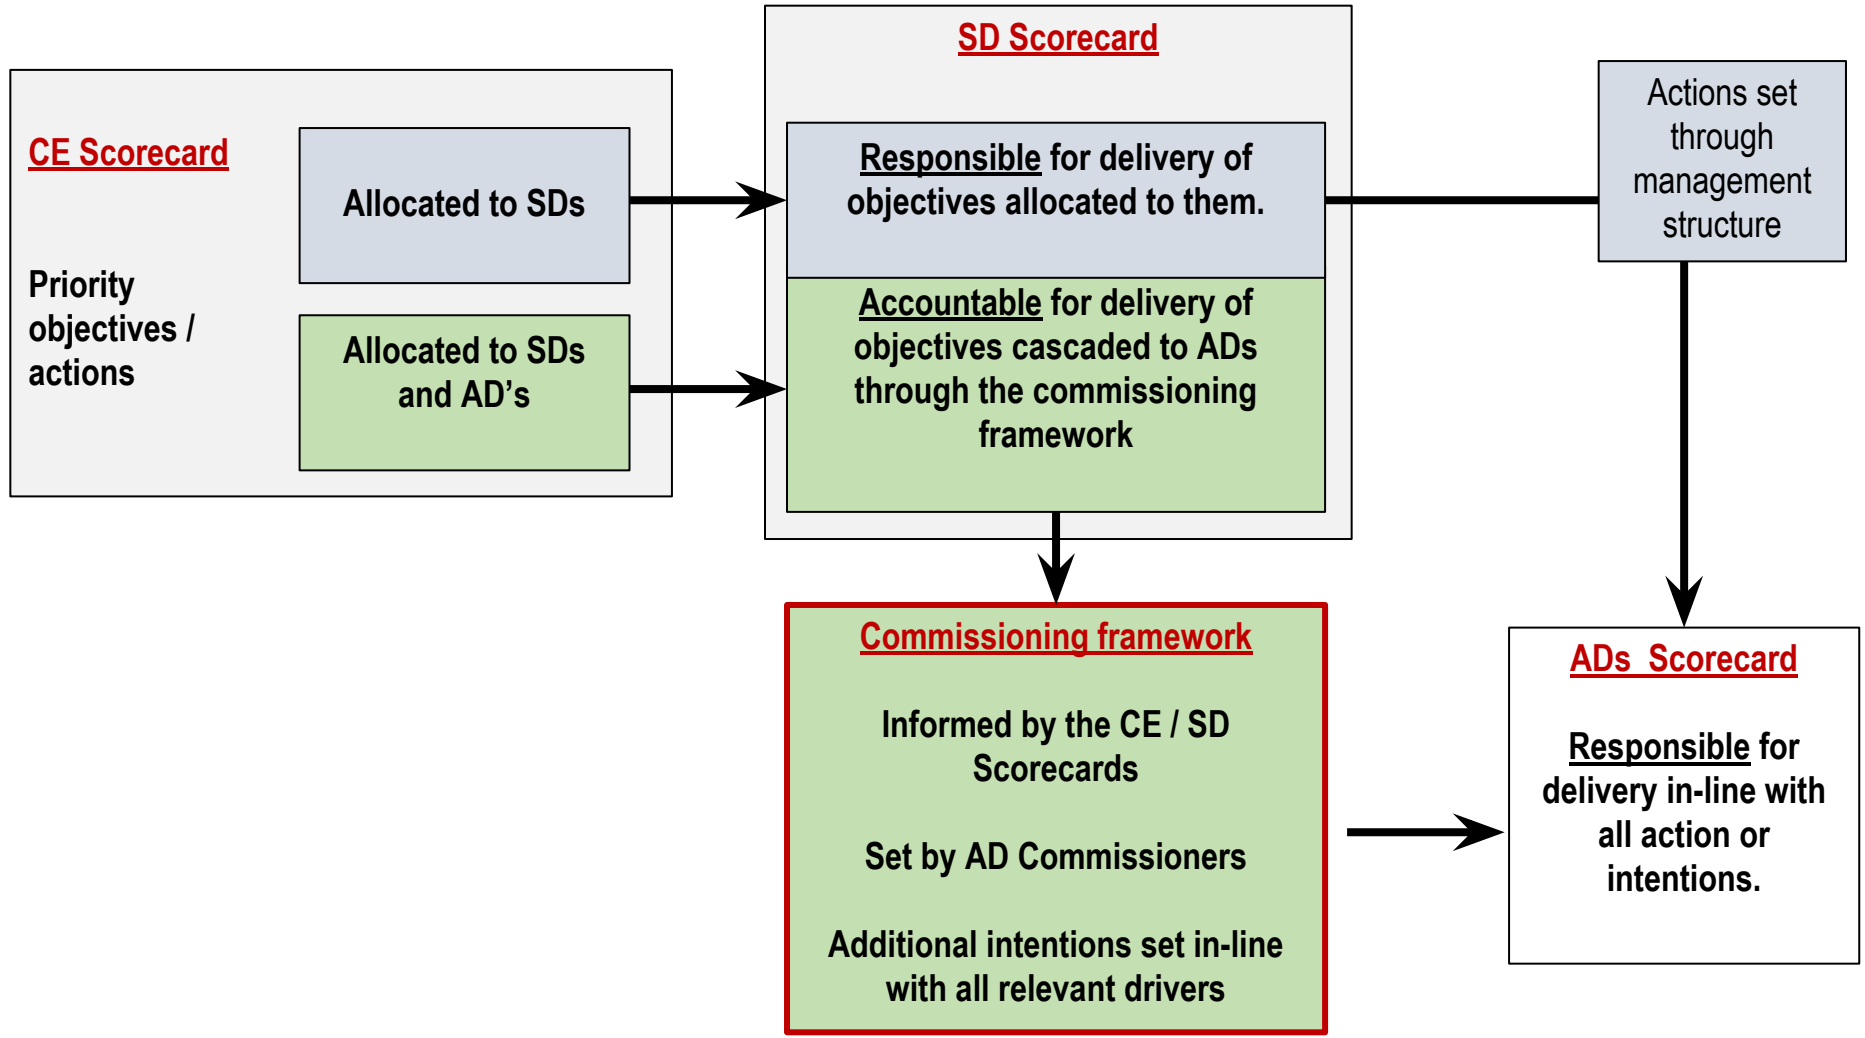 CE Scorecard
Priority
objectives /
actions
Allocated to SDs
Allocated to SDs
and AD’s
SD Scorecard
Responsible for delivery of
objectives allocated to them.
Accountable for delivery of
objectives cascaded to ADs
through the commissioning
framework
Actions set
through
management
structure
Commissioning framework
Informed by the CE / SD
Scorecards
Set by AD Commissioners
Additional intentions set in-line
with all relevant drivers
ADs  Scorecard
Responsible for
delivery in-line with
all action or
intentions.